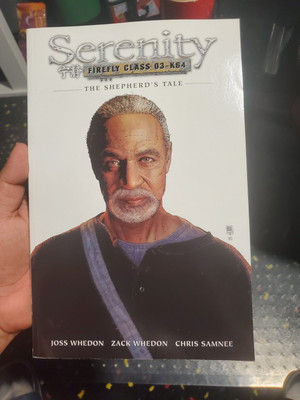 Serenity
FIREFLY CLASS 03-K64
THE SHEPHERD'S TALE
JOSS WHEDON ZACK WHEDON CHRIS SAMNEE